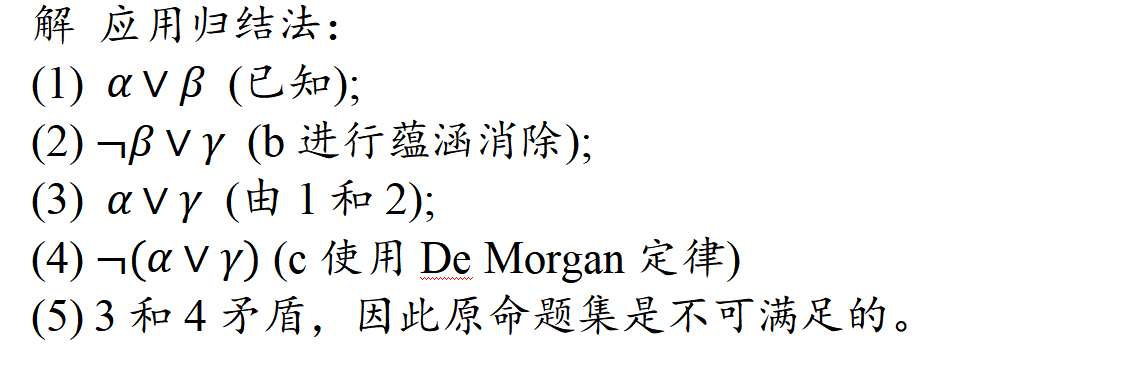 解 应用归结法：
(1) α ∨ β (已知);
(2) ¬β ∨ γ (b 进行蕴涵消除);
(3) α ∨ γ (由 1 和 2);
(4) ¬(α ∨ γ) (c 使用 De Morgan 定律)
(5) 3 和 4 矛盾，因此原命题集是不可满足的。